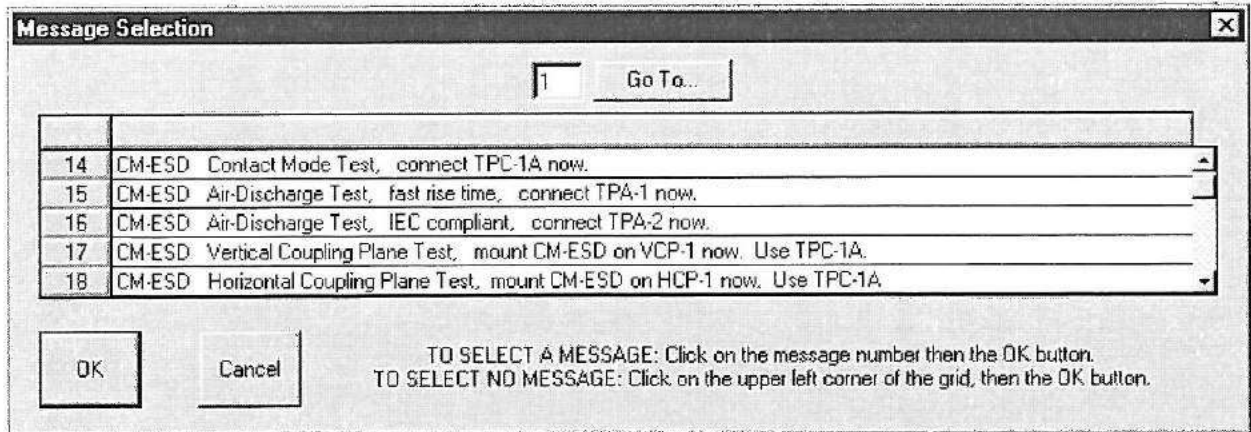 Message Selection
1 Go To...
14 CM-ESD Contact Mode Test, connect TPC-1A now.
15 CM-ESD Air-Discharge Test, fast rise time, connect TPA-1 now.
16 CM-ESD Air-Discharge Test, IEC compliant, connect TPA-2 now.
17 CM-ESD Vertical Coupling Plane Test, mount CM-ESD on VCP-1 now. Use TPC-1A.
18 CM-ESD Horizontal Coupling Plane Test, mount CM-ESD on HCP-1 now. Use TPC-1A
OK Cancel
TO SELECT A MESSAGE: Click on the message number then the OK button.
TO SELECT NO MESSAGE: Click on the upper left corner of the grid, then the OK button.